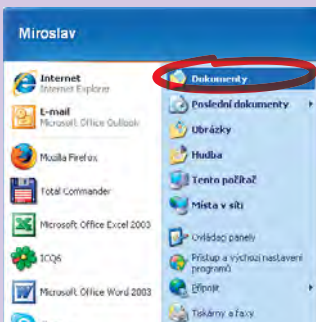 Miroslav
Internet
Internet Explorer
E-mail
Microsoft Office Outlook
Mozilla Firefox
Total Commander
Microsoft Office Excel 2003
ICQ6
Microsoft Office Word 2003
Dokumenty
Poslední dokumenty
Obrázky
Hudba
Tento počítač
Místa v síti
Ovládací panely
Přístup a výchozí nastavení
programů
Připojit
Tiskárny a faxy